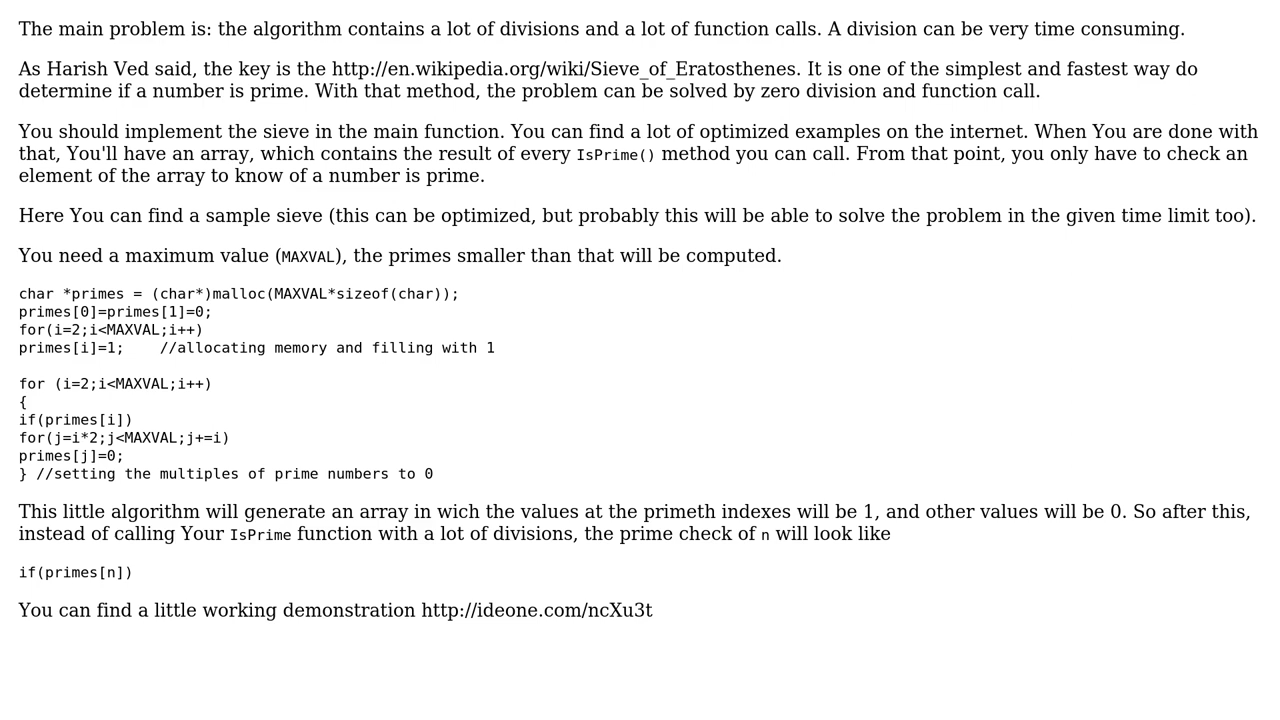 The main problem is: the algorithm contains a lot of divisions and a lot of function calls. A division can be very time consuming.
As Harish Ved said, the key is the http://en.wikipedia.org/wiki/Sieve_of_Eratosthenes. It is one of the simplest and fastest way do
determine if a number is prime. With that method, the problem can be solved by zero division and function call.
You should implement the sieve in the main function. You can find a lot of optimized examples on the internet. When You are done with
that, You'll have an array, which contains the result of every IsPrime() method you can call. From that point, you only have to check an
element of the array to know of a number is prime.
Here You can find a sample sieve (this can be optimized, but probably this will be able to solve the problem in the given time limit too).
You need a maximum value (MAXVAL), the primes smaller than that will be computed.
char *primes = (char*)malloc(MAXVAL*sizeof(char));
primes[0]=primes[1]=0;
for(i=2;i<MAXVAL;i++)
primes[i]=1;    //allocating memory and filling with 1
for (i=2;i<MAXVAL;i++)
{
if(primes[i])
for(j=i*2;j<MAXVAL;j+=i)
primes[j]=0;
} //setting the multiples of prime numbers to 0
This little algorithm will generate an array in wich the values at the primeth indexes will be 1, and other values will be 0. So after this,
instead of calling Your IsPrime function with a lot of divisions, the prime check of n will look like
if(primes[n])
You can find a little working demonstration http://ideone.com/ncXu3t